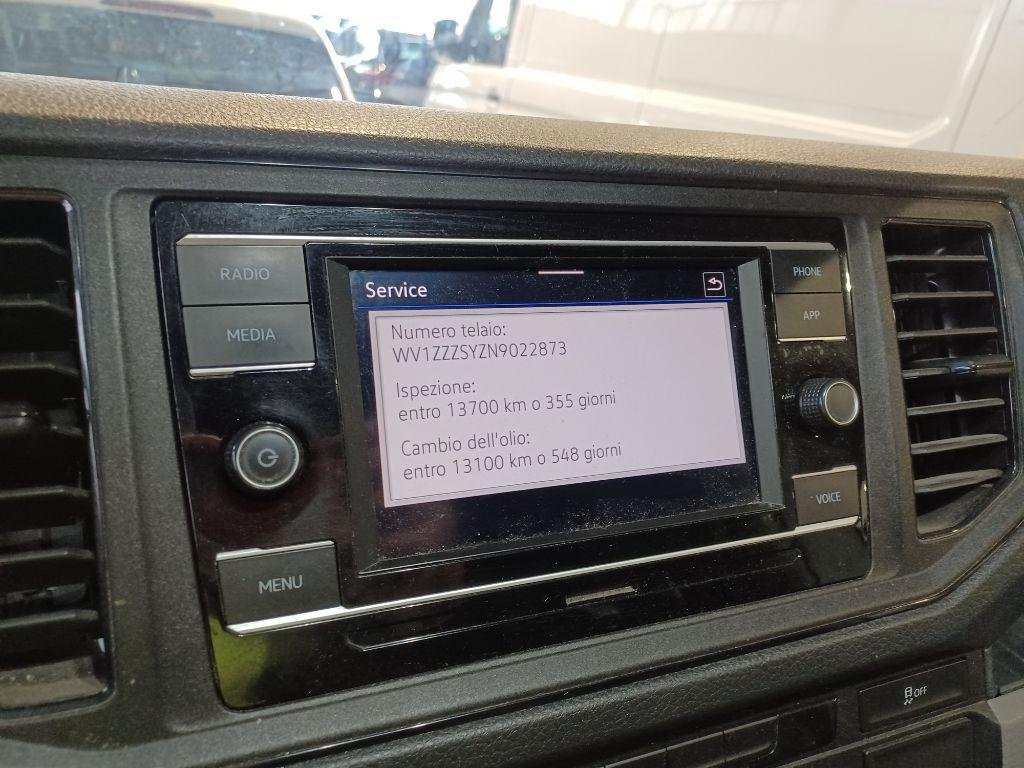 RADIO
MEDIA
MENU
Service
Numero telaio:
WV1ZZZSYZN9022873
Ispezione:
entro 13700 km o 355 giorni
Cambio dell'olio:
entro 13100 km o 548 giorni
PHONE
APP
VOICE
OFF